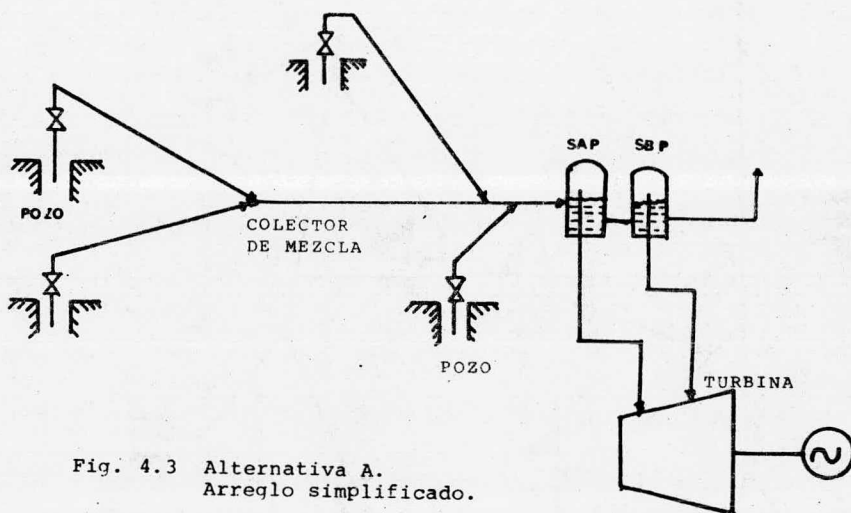 SAP
SBP
POZO
COLECTOR
DE MEZCLA
POZO
TURBINA
Fig. 4.3 Alternativa A.
Arreglo simplificado.